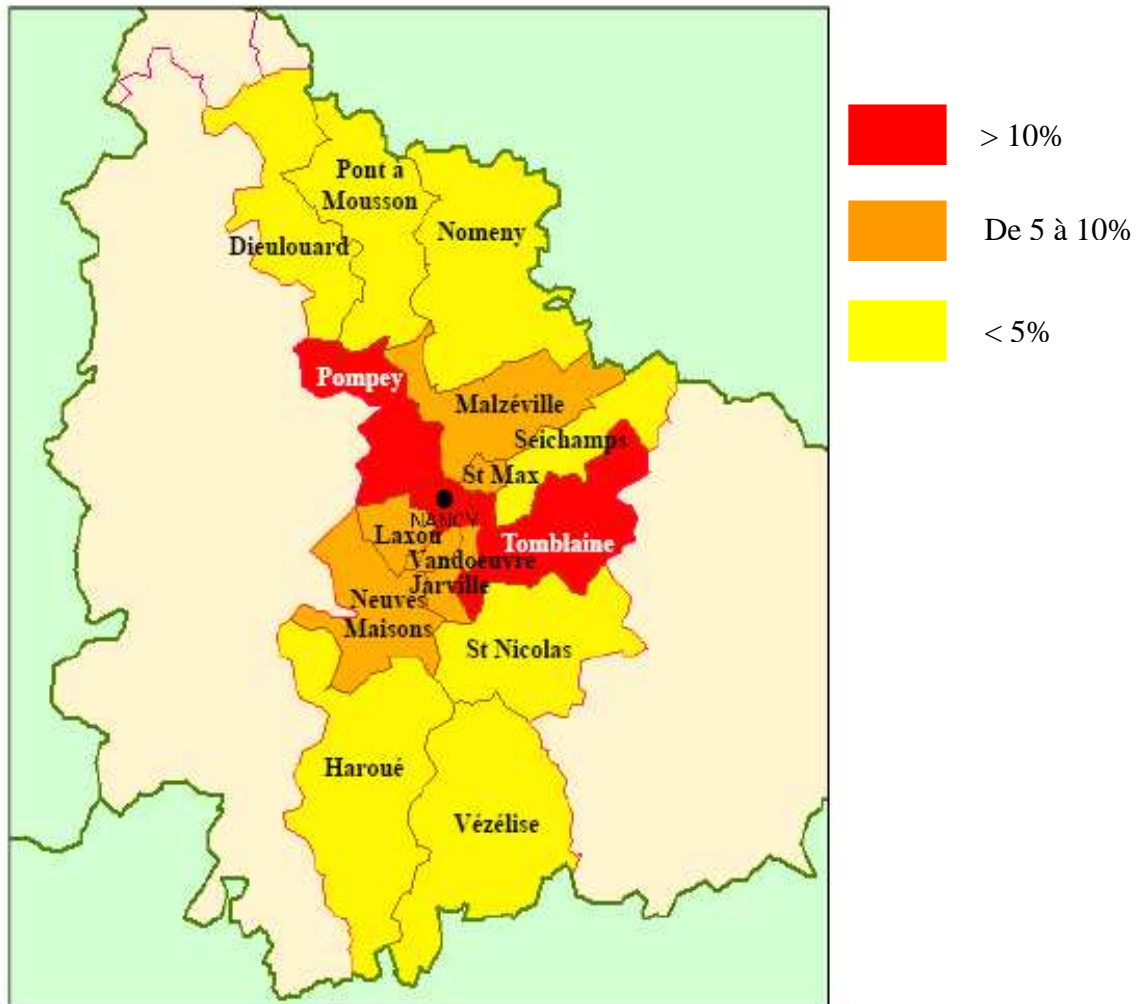 Pont à
Mousson
Nomeny
Dieulouard
Pompey
Malzéville
Seichamps
St Max
NANCY
Laxou
Tomblaine
Vandoeuvre
Jarville
Neuves
Maisons
St Nicolas
Haroué
Vézélise
> 10%
De 5 à 10%
< 5%